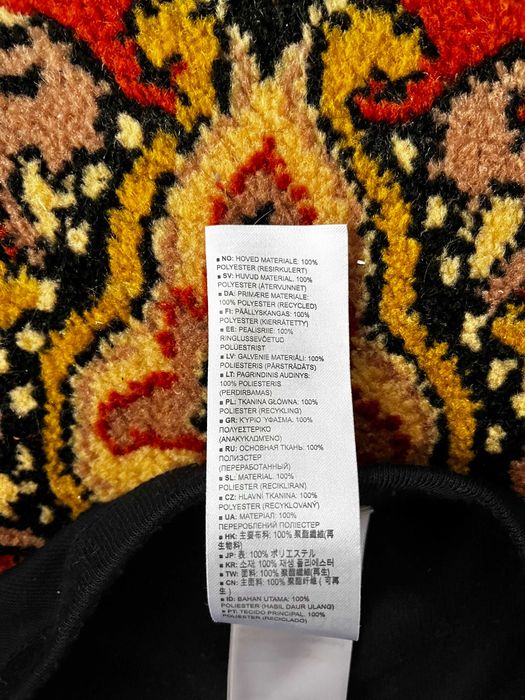 ■ NO: HOVED MATERIALE: 100%
POLYESTER (RESIRKULERT)
■ SV: HUVUD MATERIAL. 100%
POLYESTER (ÅTERVUNNET)
■ DA: PRIMÆRE MATERIALE:
100% POLYESTER (RECYCLED)
■ FI: PÄÄLLYSKANGAS: 100%
POLYESTER (KIERRÄTETTY)
■ EE: PEALISRIIE: 100%
RINGLUSSEVÕETUD
POLÜESTRIST
■ LV: GALVENIE MATERIĀLI: 100%
POLIESTERIS (PĀRSTRĀDĀTS)
■ LT: PAGRINDINIS AUDINYS:
100% POLIESTERIS
(PERDIRBAMAS)
■ PL: TKANINA GŁÓWNA: 100%
POLIESTER (RECYKLING)
■ GR: ΚΥΡΙΟ ΥΦΑΣΜΑ: 100%
ΠΟΛΥΕΣΤΕΡΙΚΟ
(ΑΝΑΚΥΚΛΩΜΕΝΟ)
■ RU: ОСНОВНАЯ ТКАНЬ: 100%
ПОЛИЭСТЕР
(ПЕРЕРАБОТАННЫЙ)
■ SL: MATERIAL: 100%
POLIESTER (RECIKLIRAN)
■ CZ: HLAVNÍ TKANINA: 100%
POLYESTER (RECYKLOVANÝ)
■ UA: МАТЕРІАЛ: 100%
ПЕРЕРОБЛЕНИЙ ПОЛІЕСТЕР
■ HK: 主要布料: 100% 聚酯纖維(再
生物料)
■ JP: 表: 100% ポリエステル
■ KR: 소재: 100% 재생 폴리에스터
■ TW: 面料: 100% 聚酯纖維(再生)
■ CN: 主面料: 100% 聚酯纤维 ( 可再
生)
■ ID: BAHAN UTAMA: 100%
POLIESTER (HASIL DAUR ULANG)
■ PT: TECIDO PRINCIPAL: 100%
POLIÉSTER (RECICLADO)